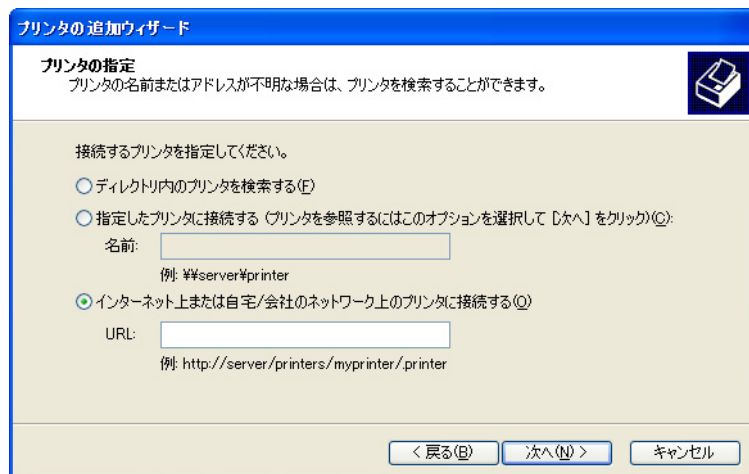 プリンタの追加ウィザード
プリンタの指定
プリンタの名前またはアドレスが不明な場合は、プリンタを検索することができます。
接続するプリンタを指定してください。
ディレクトリ内のプリンタを検索する(F)
指定したプリンタに接続する (プリンタを参照するにはこのオプションを選択して [次へ] をクリック)(C):
名前:
例: ¥¥server¥printer
インターネット上または自宅/会社のネットワーク上のプリンタに接続する(O)
URL:
例: http://server/printers/myprinter/.printer
< 戻る(B) 次へ(N) > キャンセル